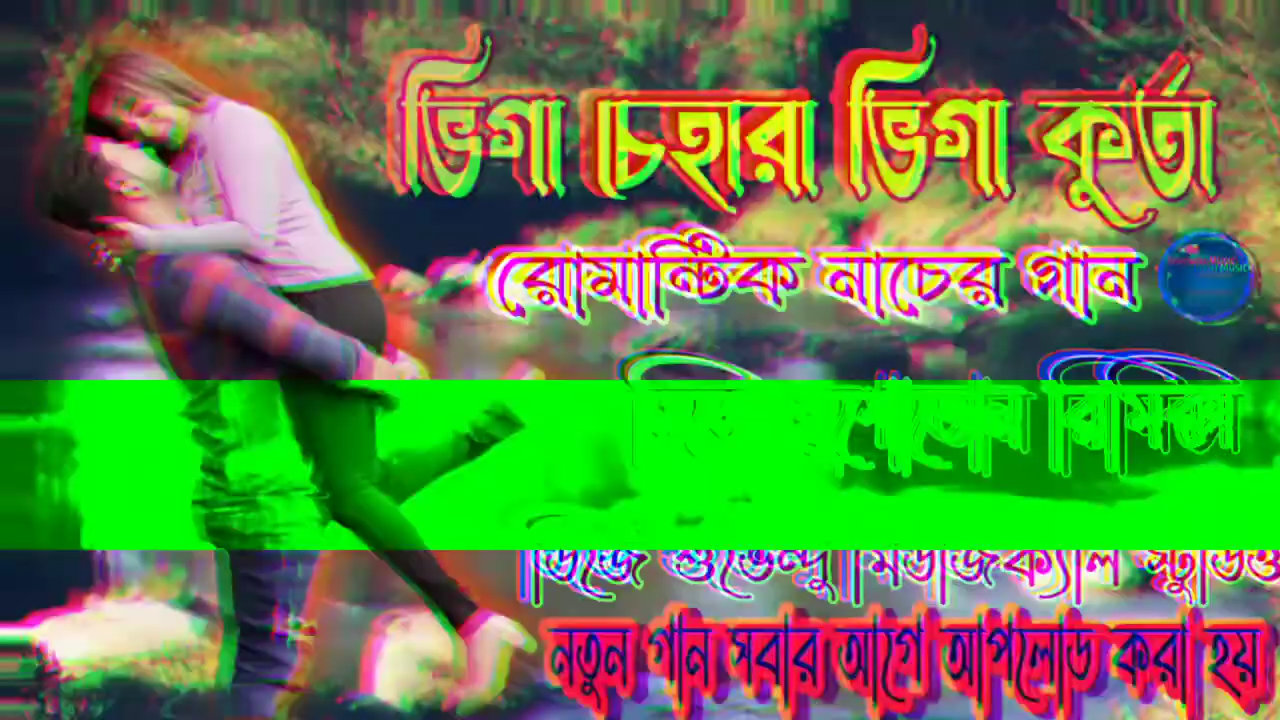 ভিগা চেহারা ভিগা কুর্তা
রোমান্টিক নাচের গান
রিমিক্স
ডিজে শুভেন্দু মিউজিক্যাল স্টুডিও
নতুন গান সবার আগে আপলোড করা হয়